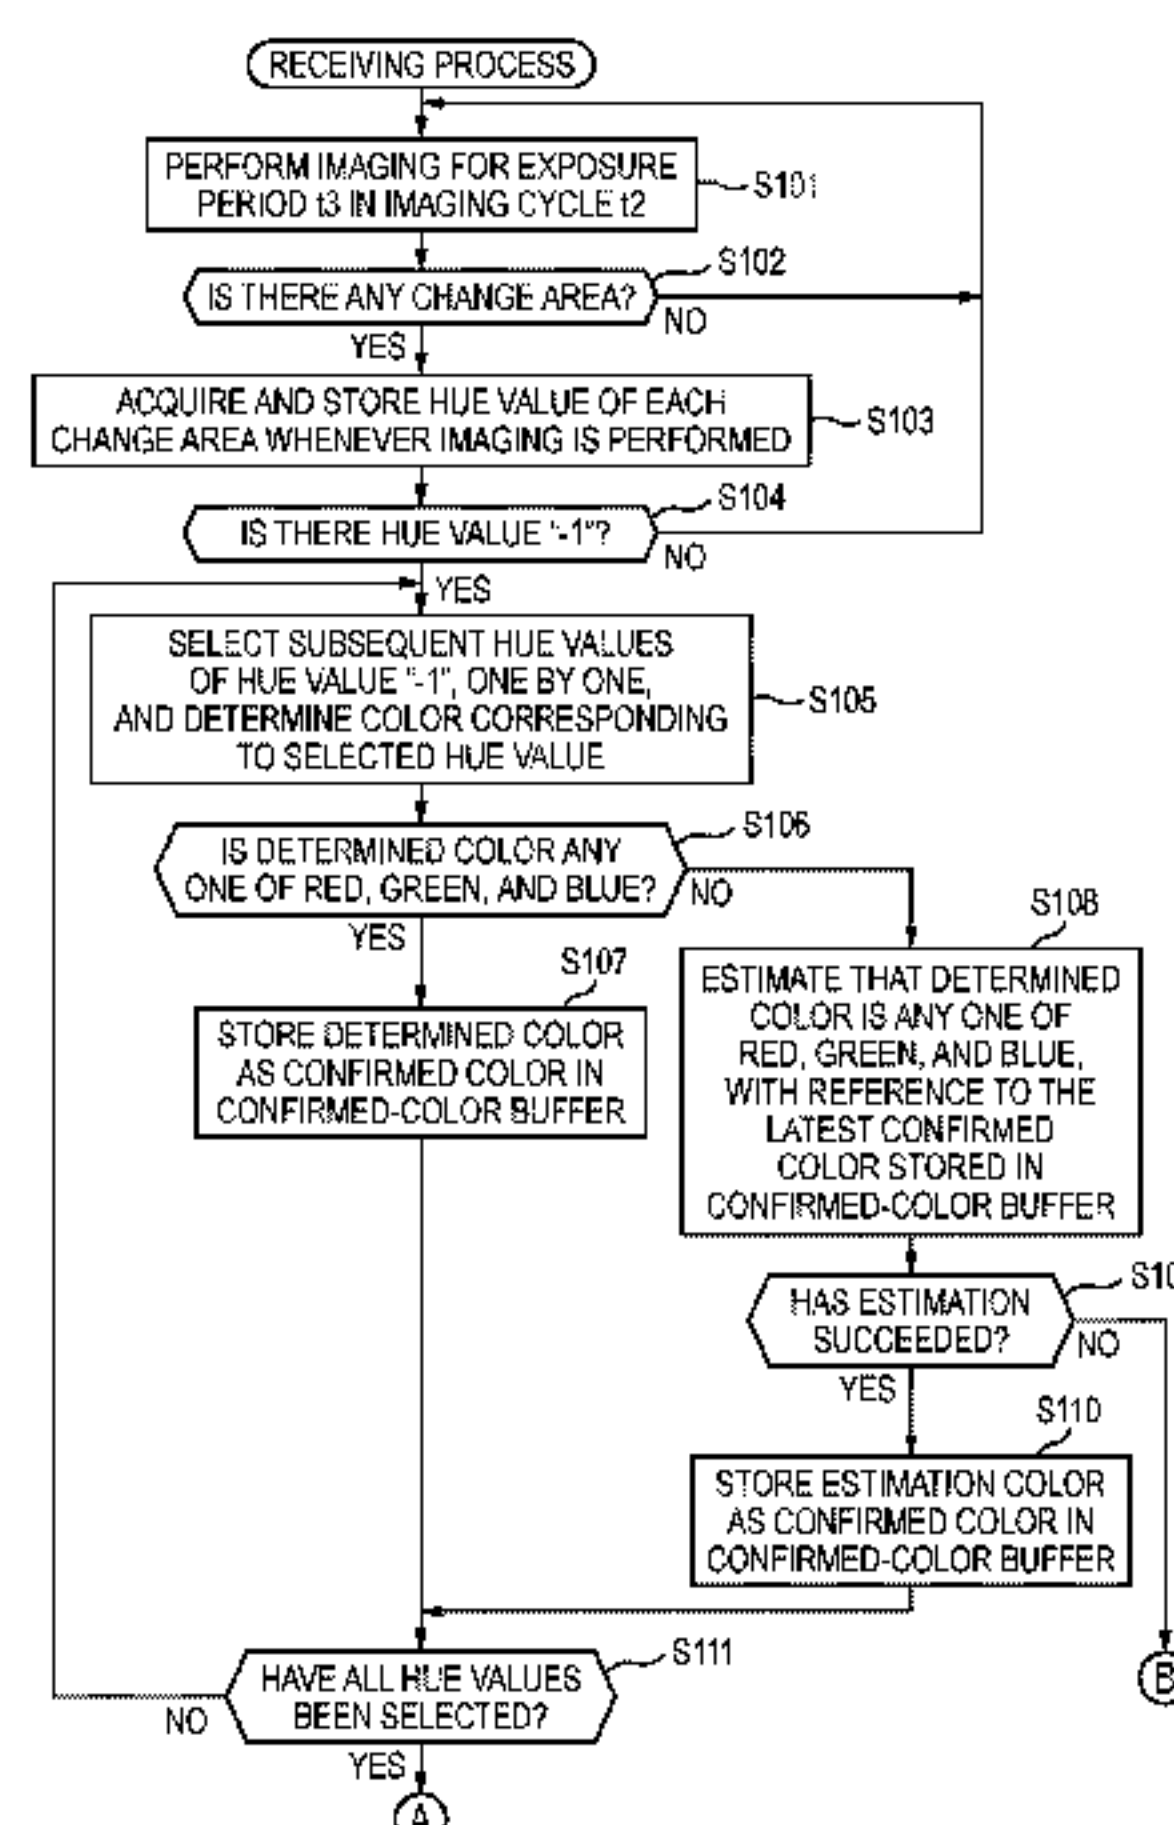 RECEIVING PROCESS
PERFORM IMAGING FOR EXPOSURE
PERIOD t3 IN IMAGING CYCLE t2
S101
IS THERE ANY CHANGE AREA?
S102
NO
YES
ACQUIRE AND STORE HUE VALUE OF EACH
CHANGE AREA WHENEVER IMAGING IS PERFORMED
S103
IS THERE HUE VALUE "-1"?
S104
NO
YES
SELECT SUBSEQUENT HUE VALUES
OF HUE VALUE "-1", ONE BY ONE,
AND DETERMINE COLOR CORRESPONDING
TO SELECTED HUE VALUE
S105
IS DETERMINED COLOR ANY
ONE OF RED, GREEN, AND BLUE?
S106
NO
YES
S107
STORE DETERMINED COLOR
AS CONFIRMED COLOR IN
CONFIRMED-COLOR BUFFER
S108
ESTIMATE THAT DETERMINED
COLOR IS ANY ONE OF
RED, GREEN, AND BLUE,
WITH REFERENCE TO THE
LATEST CONFIRMED
COLOR STORED IN
CONFIRMED-COLOR BUFFER
HAS ESTIMATION
SUCCEEDED?
NO
YES
S110
STORE ESTIMATION COLOR
AS CONFIRMED COLOR IN
CONFIRMED-COLOR BUFFER
B
HAVE ALL HUE VALUES
BEEN SELECTED?
S111
NO
YES
A